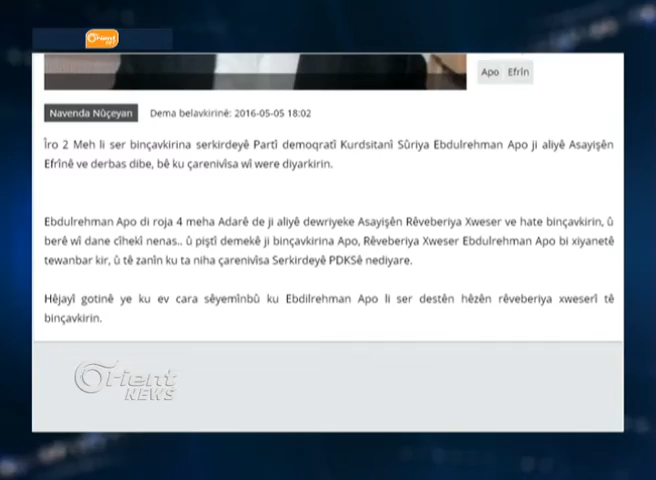 Orient
NET
Apo Efrîn
Navenda Nûçeyan Dema belavkirinê: 2016-05-05 18:02
Îro 2 Meh li ser binçavkirina serkirdeyê Partî demoqratî Kurdsitanî Sûriya Ebdulrehman Apo ji aliyê Asayişên
Efrînê ve derbas dibe, bê ku çarenivîsa wî were diyarkirin.
Ebdulrehman Apo di roja 4 meha Adarê de ji aliyê dewriyeke Asayişên Rêveberiya Xweser ve hate binçavkirin, û
berê wî dane cîhekî nenas.. û piştî demekê ji binçavkirina Apo, Rêveberiya Xweser Ebdulrehman Apo bi xiyanetê
tewanbar kir, û tê zanîn ku ta niha çarenivîsa Serkirdeyê PDKSê nediyare.
Hêjayî gotinê ye ku ev cara sêyemînbû ku Ebdilrehman Apo li ser destên hêzên rêveberiya xweserî tê
binçavkirin.
Orient
NEWS